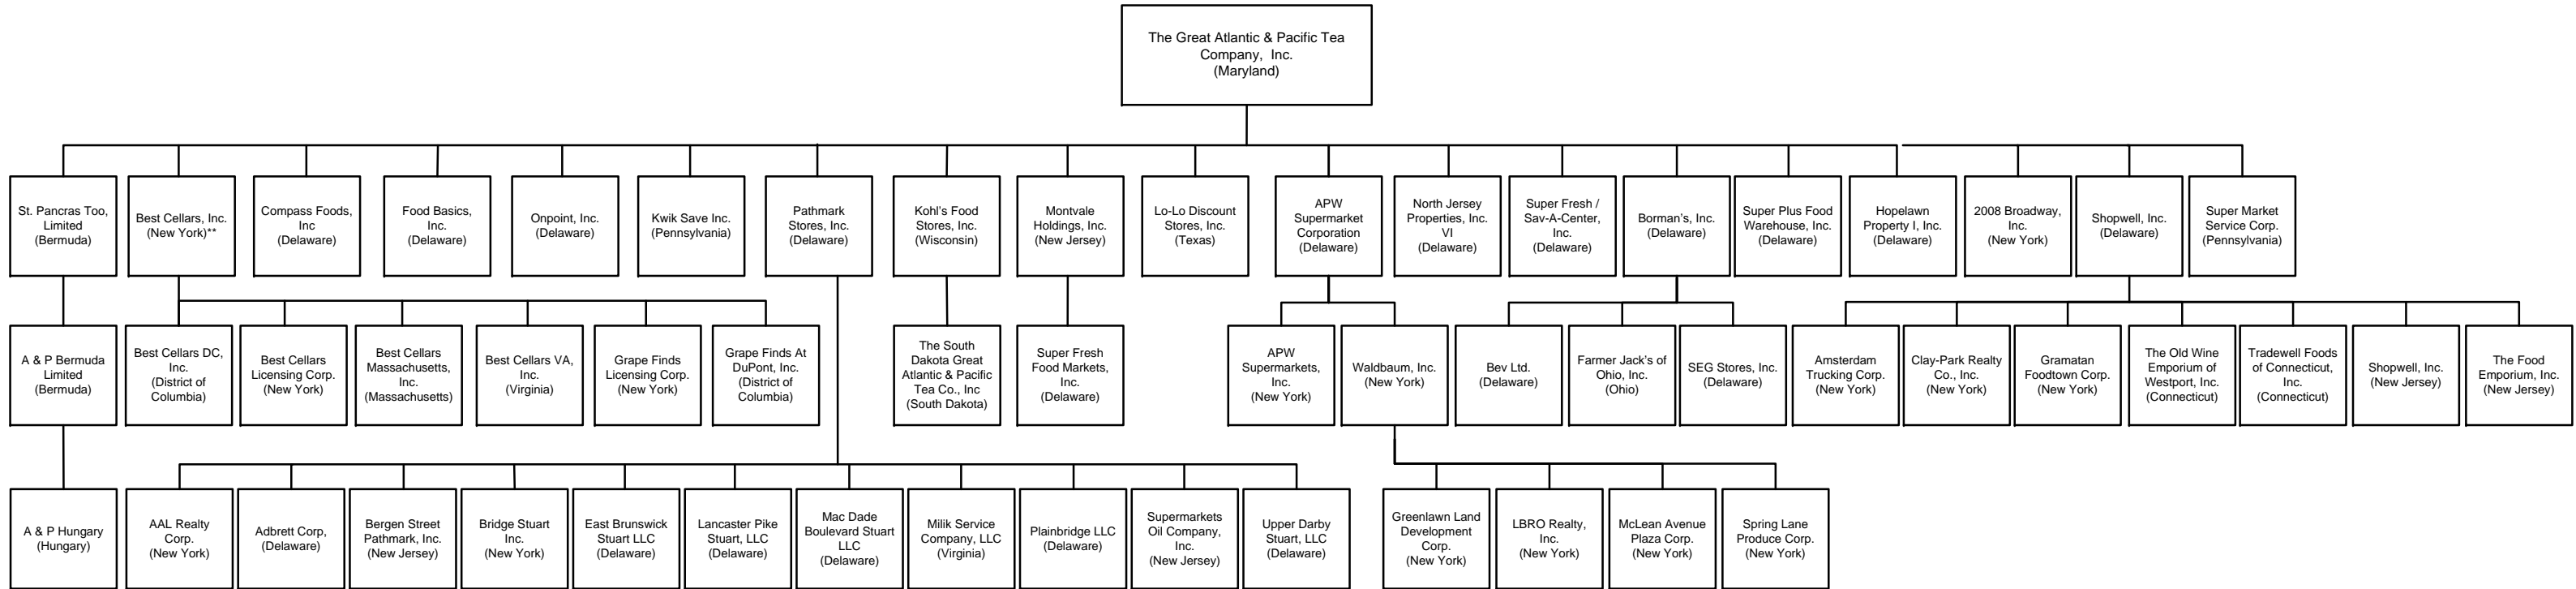 The Great Atlantic & Pacific Tea
Company,  Inc.
(Maryland)
St. Pancras Too,
Limited
(Bermuda)
Best Cellars, Inc.
(New York)**
Compass Foods,
Inc
(Delaware)
Food Basics,
Inc.
(Delaware)
Onpoint, Inc.
(Delaware)
Kwik Save Inc.
(Pennsylvania)
Pathmark
Stores, Inc.
(Delaware)
Kohl's Food
Stores, Inc.
(Wisconsin)
Montvale
Holdings, Inc.
(New Jersey)
Lo-Lo Discount
Stores, Inc.
(Texas)
APW
Supermarket
Corporation
(Delaware)
North Jersey
Properties, Inc.
VI
(Delaware)
Super Fresh /
Sav-A-Center,
Inc.
(Delaware)
Borman's, Inc.
(Delaware)
Super Plus Food
Warehouse, Inc.
(Delaware)
Hopelawn
Property I, Inc.
(Delaware)
2008 Broadway,
Inc.
(New York)
Shopwell, Inc.
(Delaware)
Super Market
Service Corp.
(Pennsylvania)
A & P Bermuda
Limited
(Bermuda)
Best Cellars DC,
Inc.
(District of
Columbia)
Best Cellars
Licensing Corp.
(New York)
Best Cellars
Massachusetts,
Inc.
(Massachusetts)
Best Cellars VA,
Inc.
(Virginia)
Grape Finds
Licensing Corp.
(New York)
Grape Finds At
DuPont, Inc.
(District of
Columbia)
The South
Dakota Great
Atlantic & Pacific
Tea Co., Inc
(South Dakota)
Super Fresh
Food Markets,
Inc.
(Delaware)
APW
Supermarkets,
Inc.
(New York)
Waldbaum, Inc.
(New York)
Bev Ltd.
(Delaware)
Farmer Jack's of
Ohio, Inc.
(Ohio)
SEG Stores, Inc.
(Delaware)
Amsterdam
Trucking Corp.
(New York)
Clay-Park Realty
Co., Inc.
(New York)
Gramatan
Foodtown Corp.
(New York)
The Old Wine
Emporium of
Westport, Inc.
(Connecticut)
Tradewell Foods
of Connecticut,
Inc.
(Connecticut)
Shopwell, Inc.
(New Jersey)
The Food
Emporium, Inc.
(New Jersey)
A & P Hungary
(Hungary)
AAL Realty
Corp.
(New York)
Adbrett Corp,
(Delaware)
Bergen Street
Pathmark, Inc.
(New Jersey)
Bridge Stuart
Inc.
(New York)
East Brunswick
Stuart LLC
(Delaware)
Lancaster Pike
Stuart, LLC
(Delaware)
Mac Dade
Boulevard Stuart
LLC
(Delaware)
Milik Service
Company, LLC
(Virginia)
Plainbridge LLC
(Delaware)
Supermarkets
Oil Company,
Inc.
(New Jersey)
Upper Darby
Stuart, LLC
(Delaware)
Greenlawn Land
Development
Corp.
(New York)
LBRO Realty,
Inc.
(New York)
McLean Avenue
Plaza Corp.
(New York)
Spring Lane
Produce Corp.
(New York)